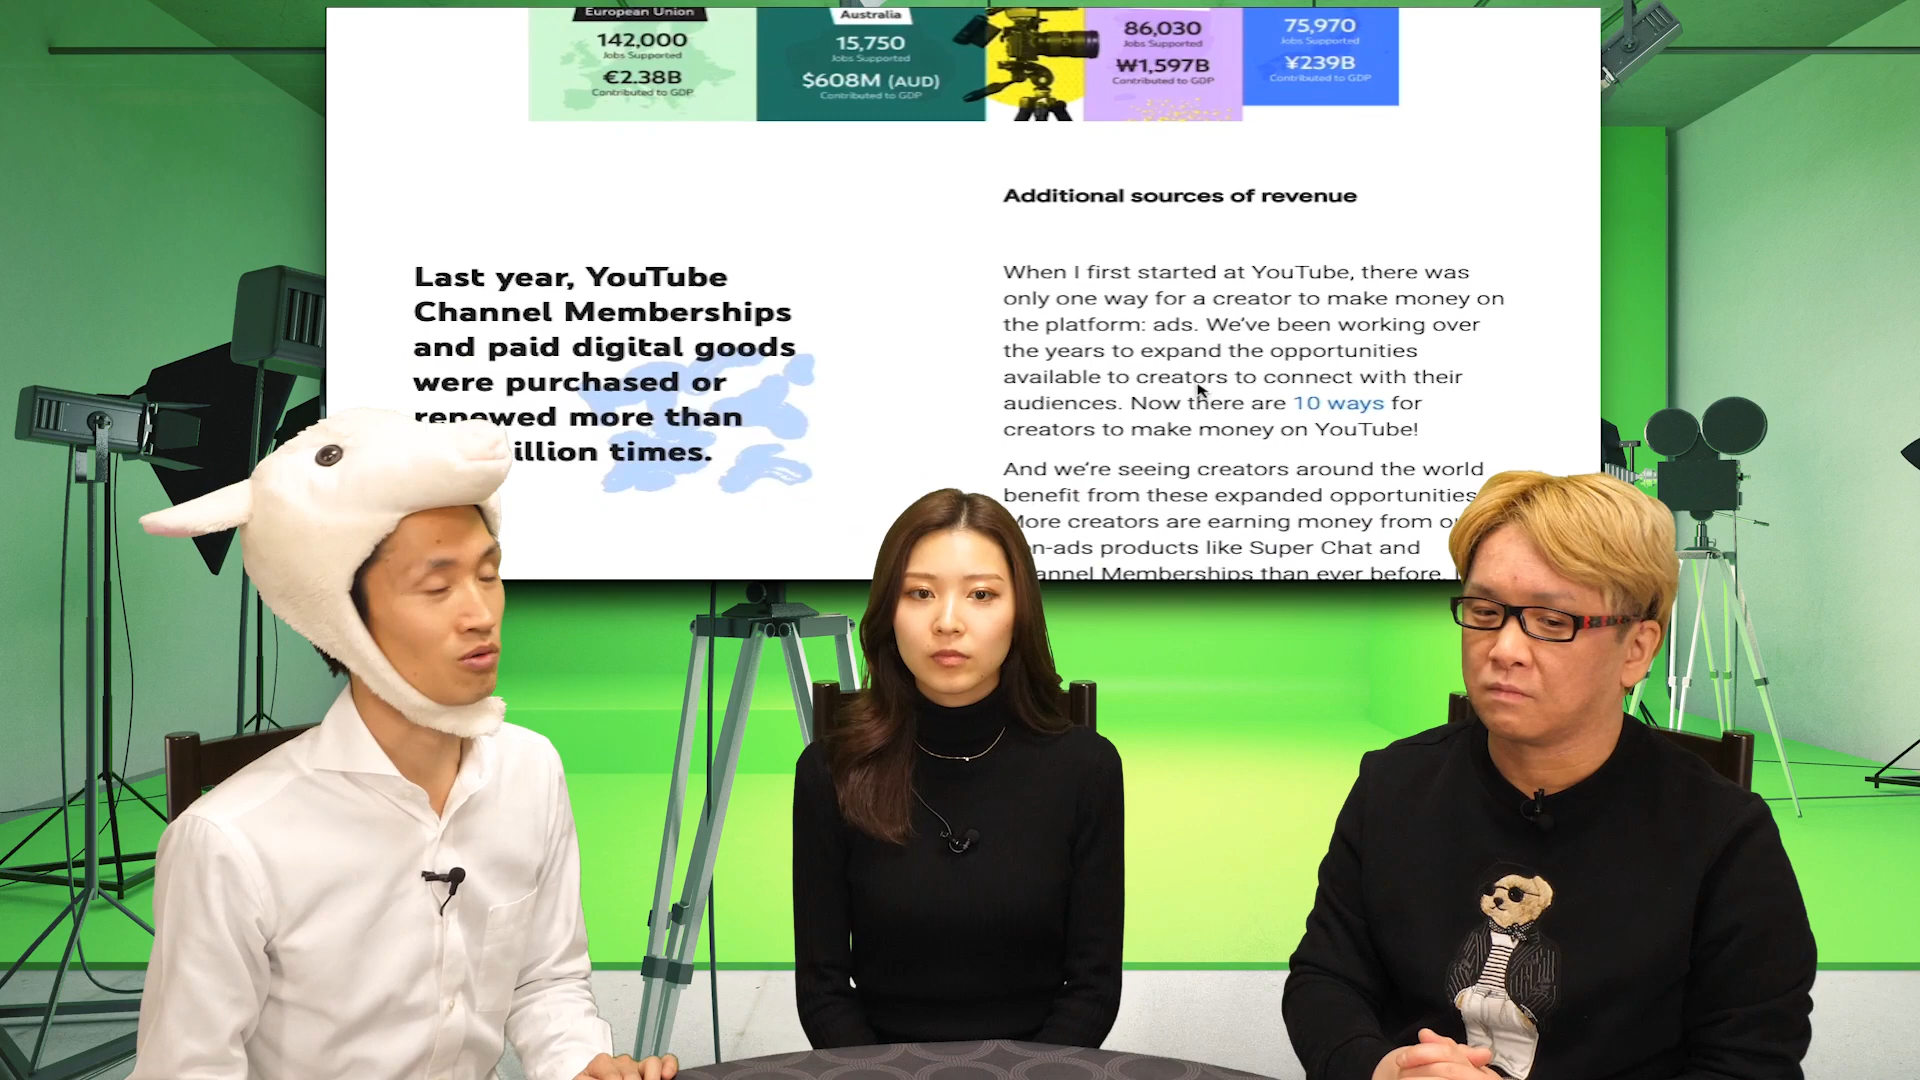 European Union
142,000
Jobs Supported
€2.38B
Contributed to GDP
Australia
15,750
Jobs Supported
$608M (AUD)
Contributed to GDP
86,030
Jobs Supported
₩1,597B
Contributed to GDP
75,970
Jobs Supported
¥239B
Contributed to GDP
Last year, YouTube
Channel Memberships
and paid digital goods
were purchased or
renewed more than
illion times.
Additional sources of revenue
When I first started at YouTube, there was
only one way for a creator to make money on
the platform: ads. We’ve been working over
the years to expand the opportunities
available to creators to connect with their
audiences. Now there are 10 ways for
creators to make money on YouTube!
And we’re seeing creators around the world
benefit from these expanded opportunities
More creators are earning money from
n-ads products like Super Chat and
annel Memberships than ever before.